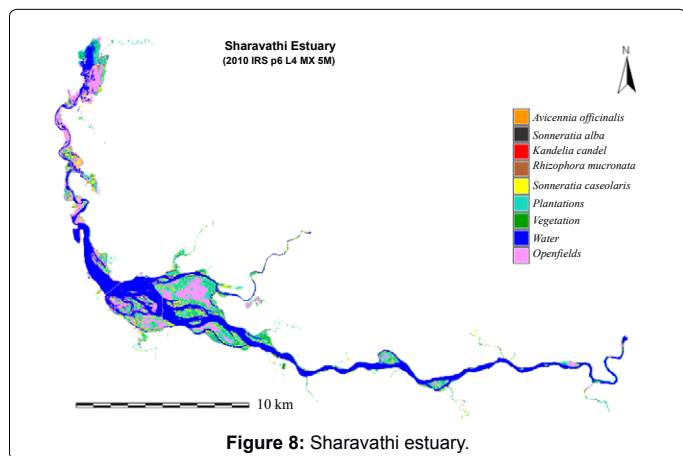 Sharavathi Estuary
(2010 IRS p6 L4 MX 5M)
N
Avicennia officinalis
Sonneratia alba
Kandelia candel
Rhizophora mucronata
Sonneratia caseolaris
Plantations
Vegetation
Water
Openfields
10 km
Figure 8: Sharavathi estuary.